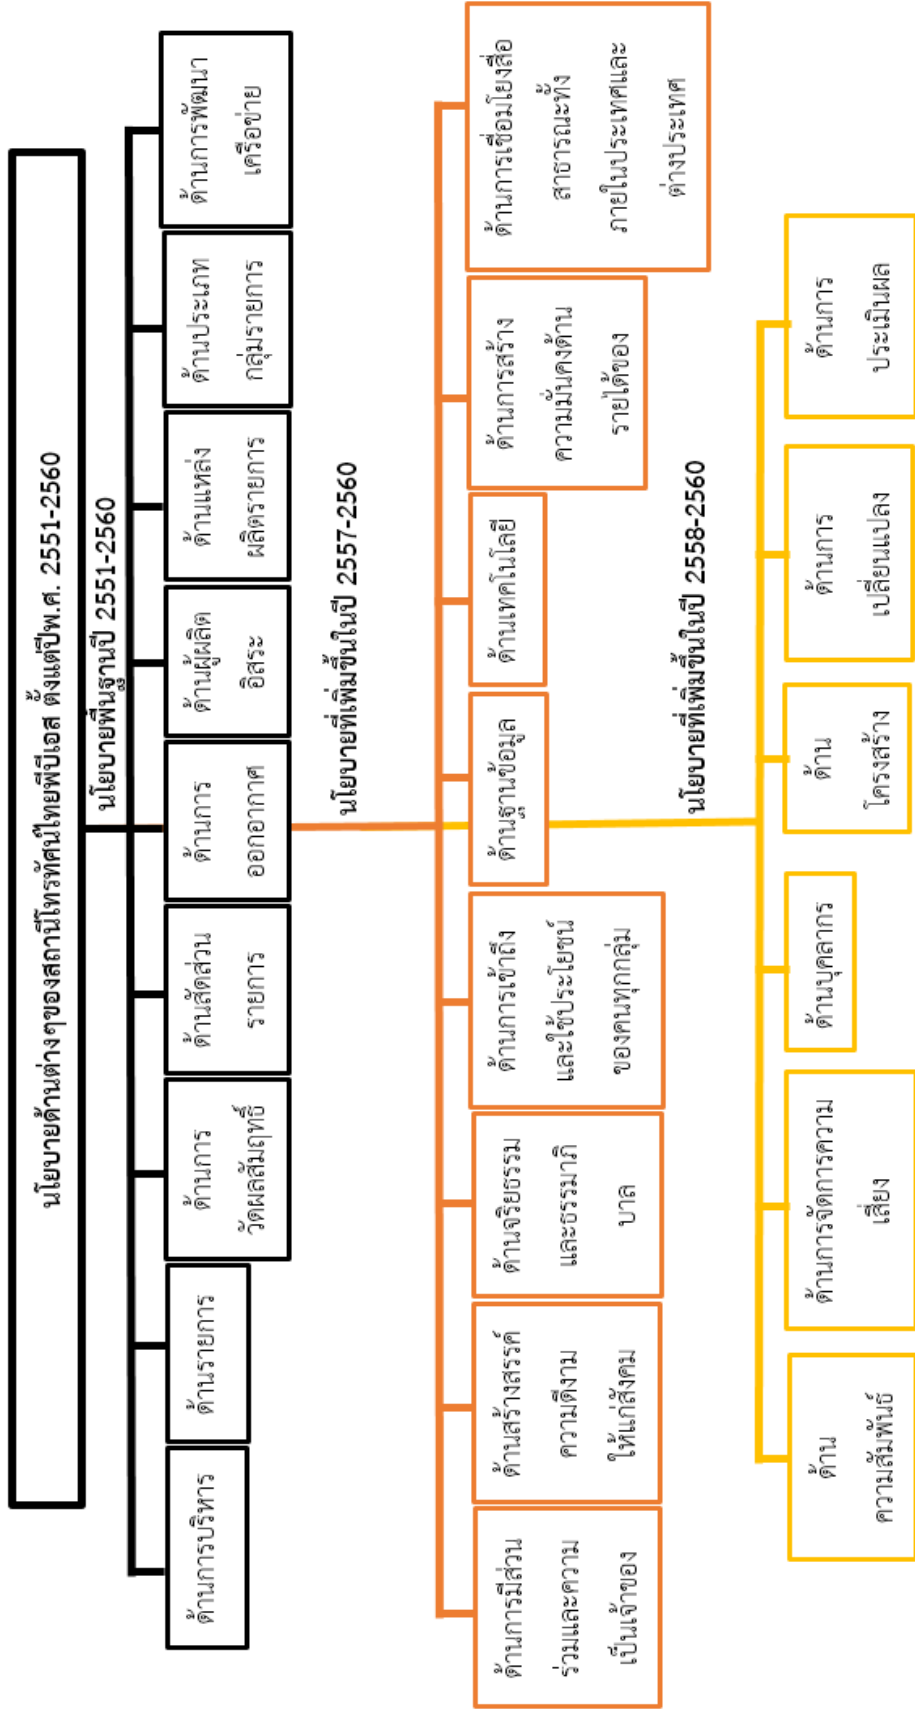 นโยบายด้านต่างๆของสถานีโทรทัศน์ไทยพีบีเอส ตั้งแต่ปีพ.ศ. 2551-2560
นโยบายพื้นฐานปี 2551-2560
ด้านการบริหาร
ด้านรายการ
ด้านการ
วัดผลสัมฤทธิ์
ด้านสัดส่วน
รายการ
ด้านการ
ออกอากาศ
ด้านผู้ผลิต
อิสระ
ด้านแหล่ง
ผลิตรายการ
ด้านประเภท
กลุ่มรายการ
ด้านการพัฒนา
เครือข่าย
นโยบายที่เพิ่มขึ้นในปี 2557-2560
ด้านการมีส่วน
ร่วมและความ
เป็นเจ้าของ
ด้านสร้างสรรค์
ความดีงาม
ให้แก่สังคม
ด้านจริยธรรม
และธรรมาภิ
บาล
ด้านการเข้าถึง
และใช้ประโยชน์
ของคนทุกกลุ่ม
ด้านฐานข้อมูล
ด้านเทคโนโลยี
ด้านการสร้าง
ความมั่นคงด้าน
รายได้ของ
ด้านการเชื่อมโยงสื่อ
สาธารณะทั้ง
ภายในประเทศและ
ต่างประเทศ
นโยบายที่เพิ่มขึ้นในปี 2558-2560
ด้าน
ความสัมพันธ์
ด้านการจัดการความ
เสี่ยง
ด้านบุคลากร
ด้าน
โครงสร้าง
ด้านการ
เปลี่ยนแปลง
ด้านการ
ประเมินผล